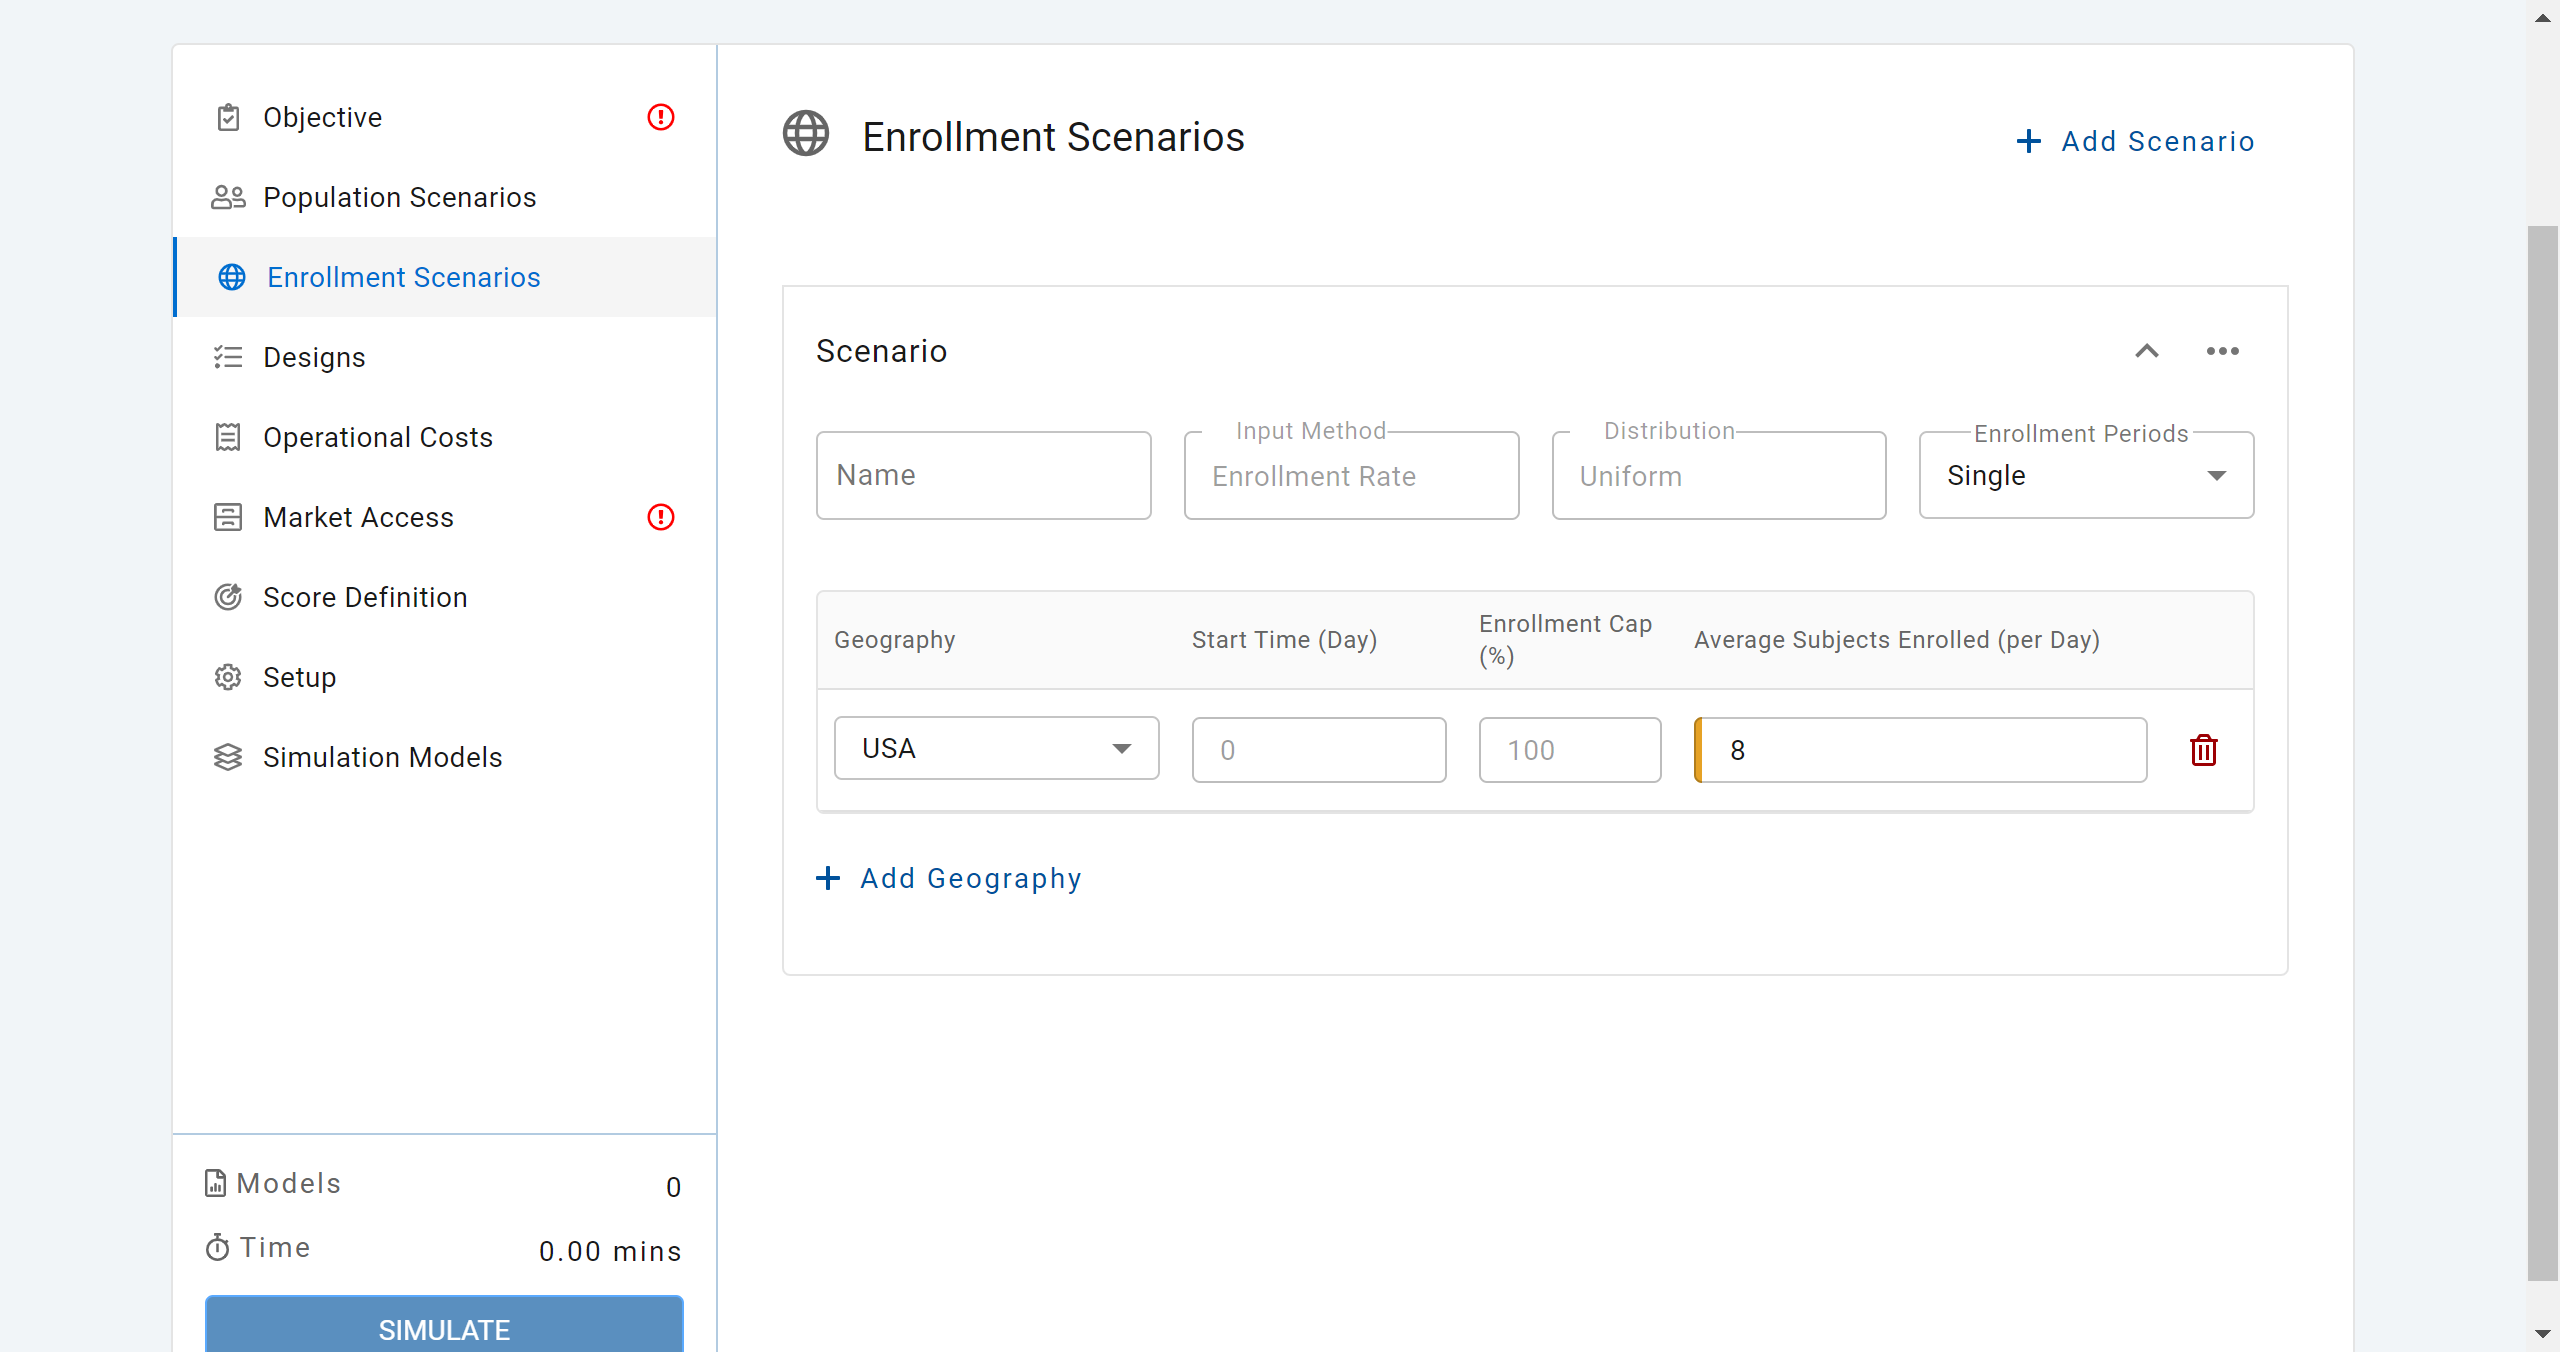 Objective
Population Scenarios
Enrollment Scenarios
Designs
Operational Costs
Market Access
Score Definition
Setup
Simulation Models
Models 0
Time 0.00 mins
SIMULATE
Enrollment Scenarios
Add Scenario
Scenario
Name
Input Method
Enrollment Rate
Distribution
Uniform
Enrollment Periods
Single
Geography
Start Time (Day)
Enrollment Cap
(%)
Average Subjects Enrolled (per Day)
USA
0
100
8
Add Geography